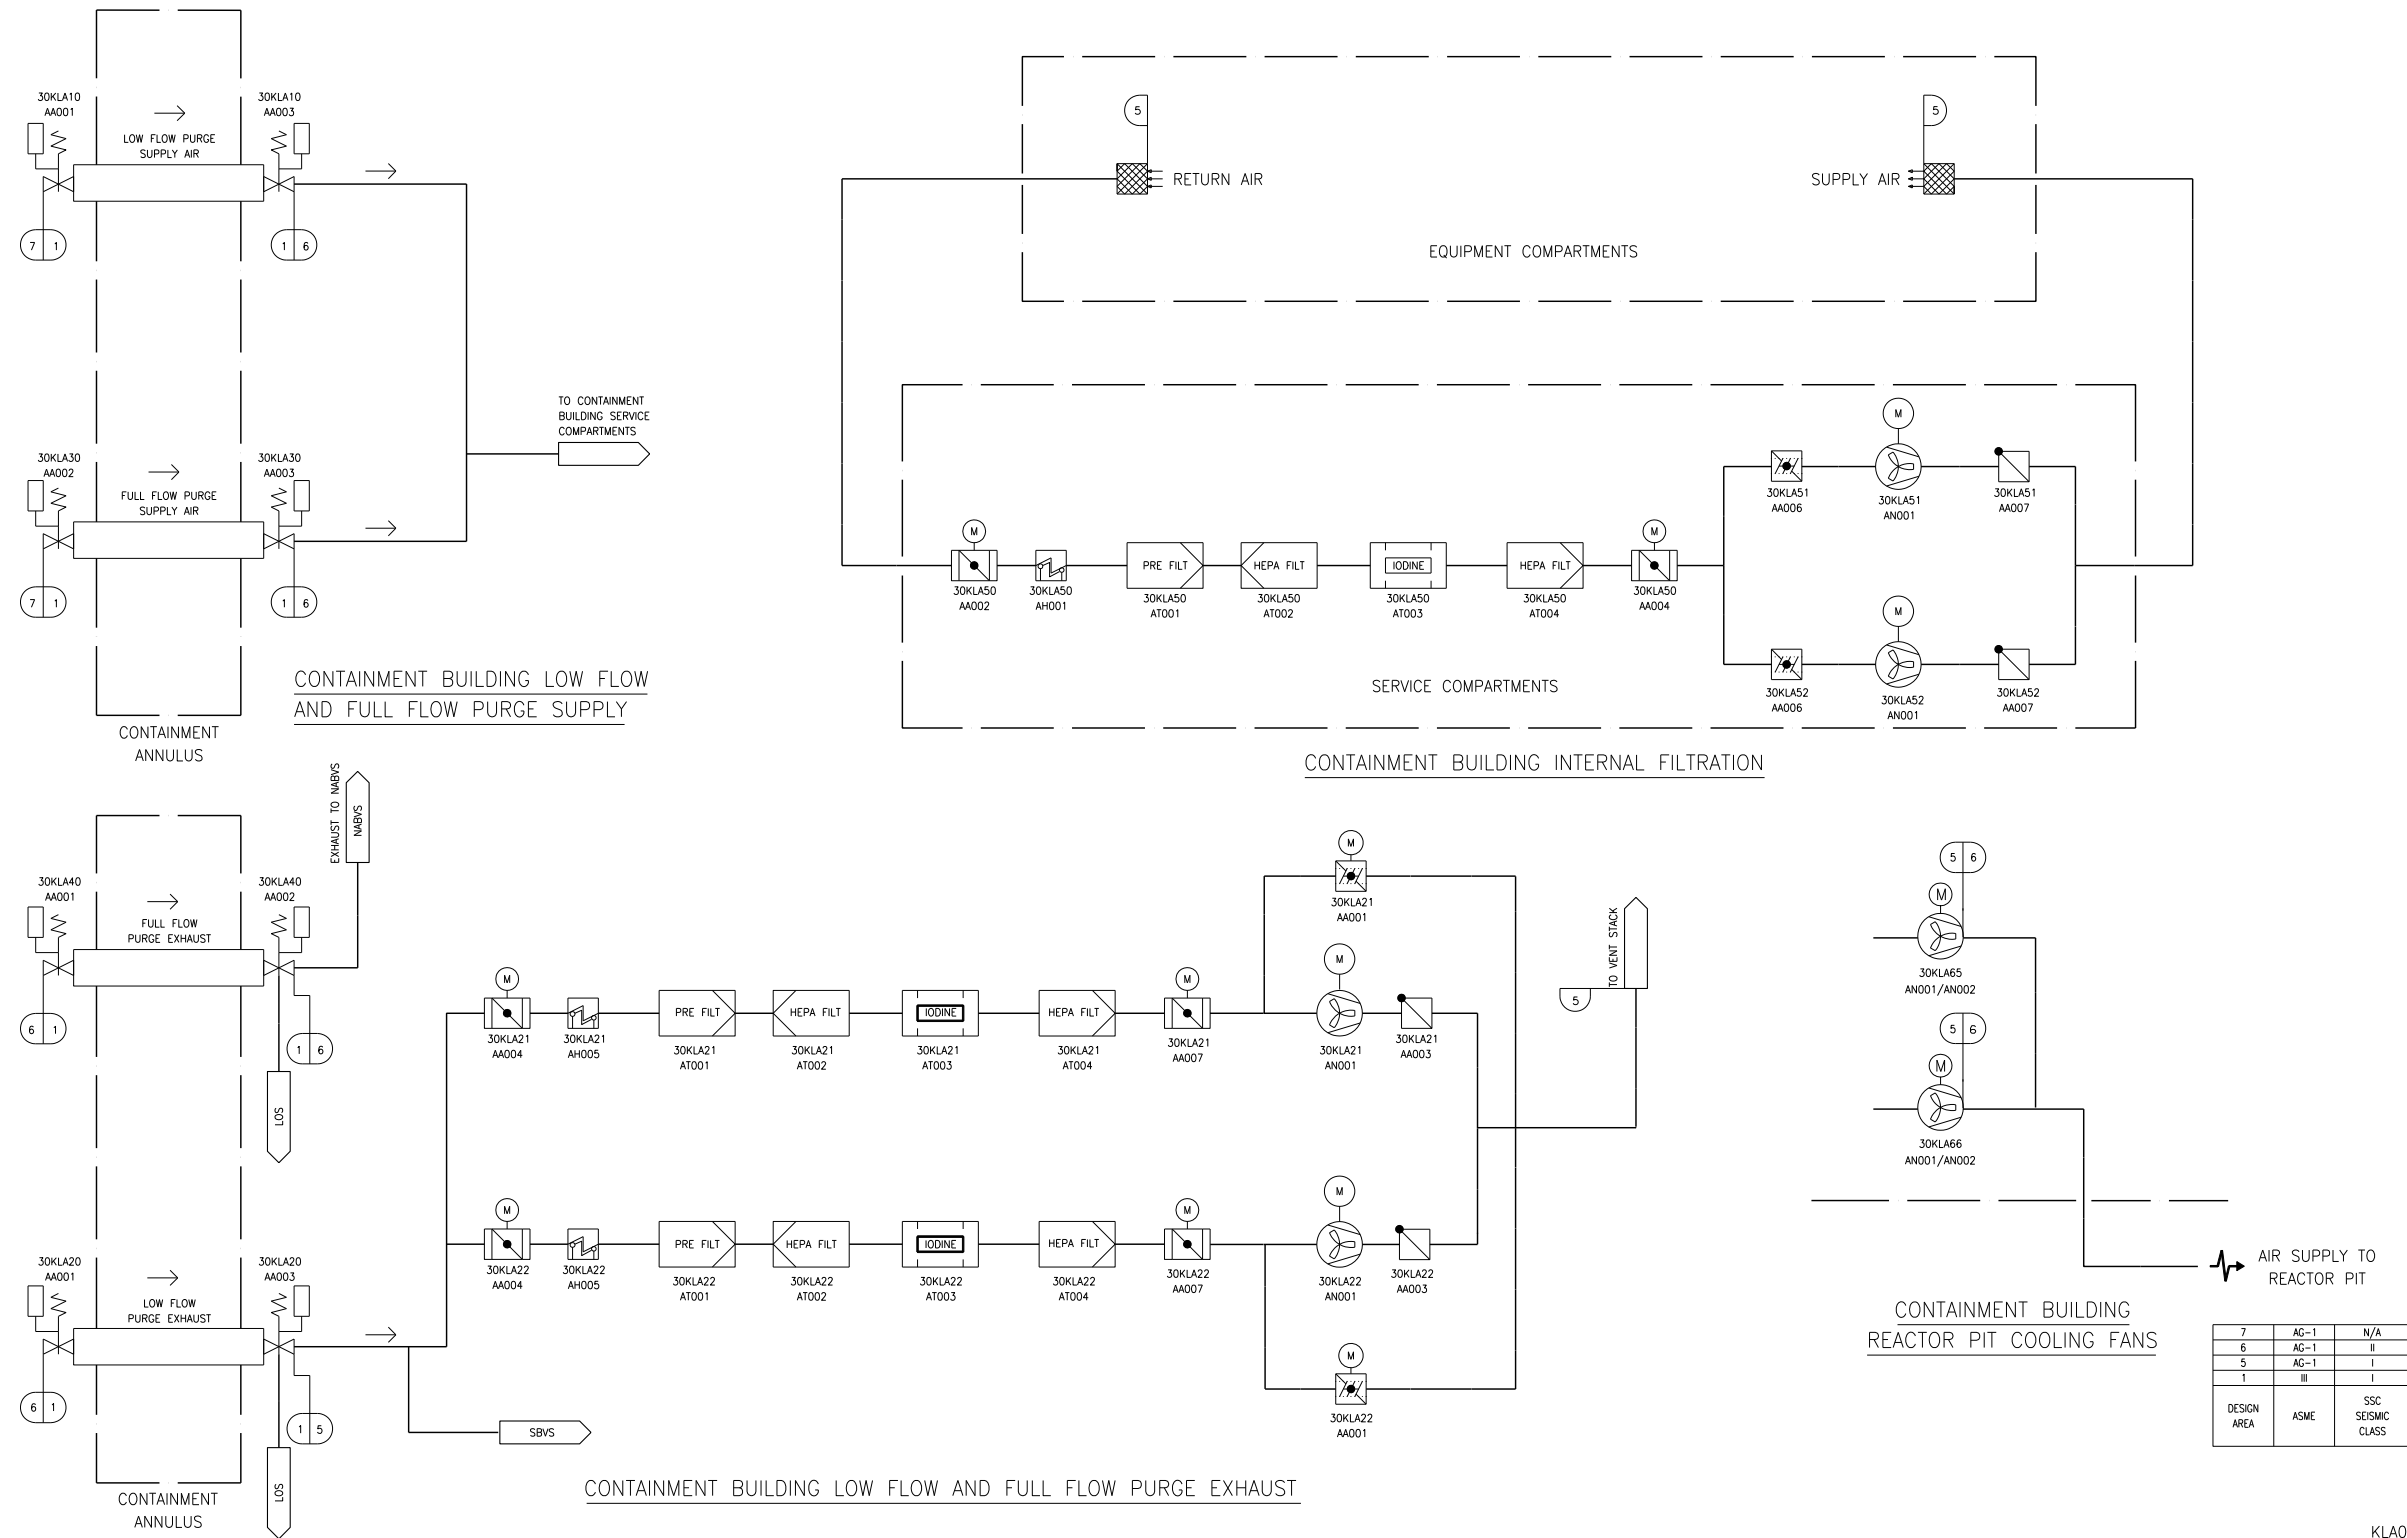 30KLA10
AA001
30KLA10
AA003
LOW FLOW PURGE
SUPPLY AIR
7 1
1 6
30KLA30
AA002
30KLA30
AA003
FULL FLOW PURGE
SUPPLY AIR
7 1
1 6
TO CONTAINMENT
BUILDING SERVICE
COMPARTMENTS
CONTAINMENT BUILDING LOW FLOW
AND FULL FLOW PURGE SUPPLY
CONTAINMENT
ANNULUS
5
5
RETURN AIR
SUPPLY AIR
EQUIPMENT COMPARTMENTS
M
30KLA50
AA002
30KLA50
AH001
PRE FILT
30KLA50
AT001
HEPA FILT
30KLA50
AT002
IODINE
30KLA50
AT003
HEPA FILT
30KLA50
AT004
M
30KLA50
AA004
30KLA51
AA006
M
30KLA51
AN001
30KLA51
AA007
30KLA52
AA006
M
30KLA52
AN001
30KLA52
AA007
SERVICE COMPARTMENTS
CONTAINMENT BUILDING INTERNAL FILTRATION
30KLA40
AA001
30KLA40
AA002
FULL FLOW
PURGE EXHAUST
6 1
1 6
EXHAUST TO NABVS
NABVS
LOS
30KLA20
AA001
30KLA20
AA003
LOW FLOW
PURGE EXHAUST
6 1
1 5
LOS
SBVS
CONTAINMENT
ANNULUS
M
30KLA21
AA004
30KLA21
AH005
PRE FILT
30KLA21
AT001
HEPA FILT
30KLA21
AT002
IODINE
30KLA21
AT003
HEPA FILT
30KLA21
AT004
M
30KLA21
AA007
M
30KLA21
AA001
M
30KLA21
AN001
30KLA21
AA003
M
30KLA22
AA004
30KLA22
AH005
PRE FILT
30KLA22
AT001
HEPA FILT
30KLA22
AT002
IODINE
30KLA22
AT003
HEPA FILT
30KLA22
AT004
M
30KLA22
AA007
M
30KLA22
AN001
30KLA22
AA003
M
30KLA22
AA001
5
TO VENT STACK
CONTAINMENT BUILDING LOW FLOW AND FULL FLOW PURGE EXHAUST
5 6
M
30KLA65
AN001/AN002
5 6
M
30KLA66
AN001/AN002
AIR SUPPLY TO
REACTOR PIT
CONTAINMENT BUILDING
REACTOR PIT COOLING FANS
7 AG-1 N/A
6 AG-1 II
5 AG-1 I
1 III I
DESIGN
AREA
ASME
SSC
SEISMIC
CLASS
KLA0